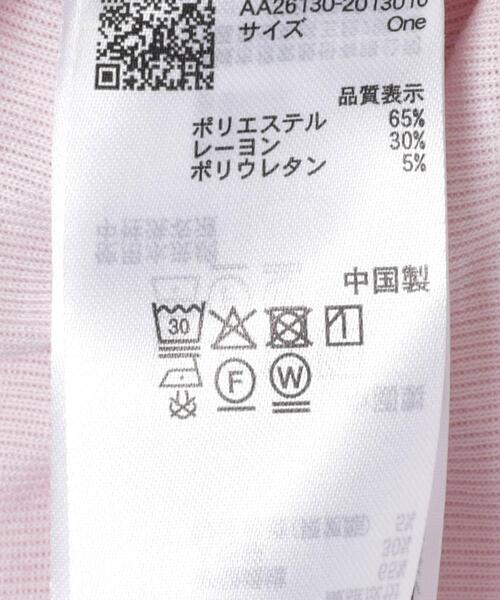 AA26130-2013010
サイズ One
品質表示
ポリエステル 65%
レーヨン 30%
ポリウレタン 5%
中国製
30
F W